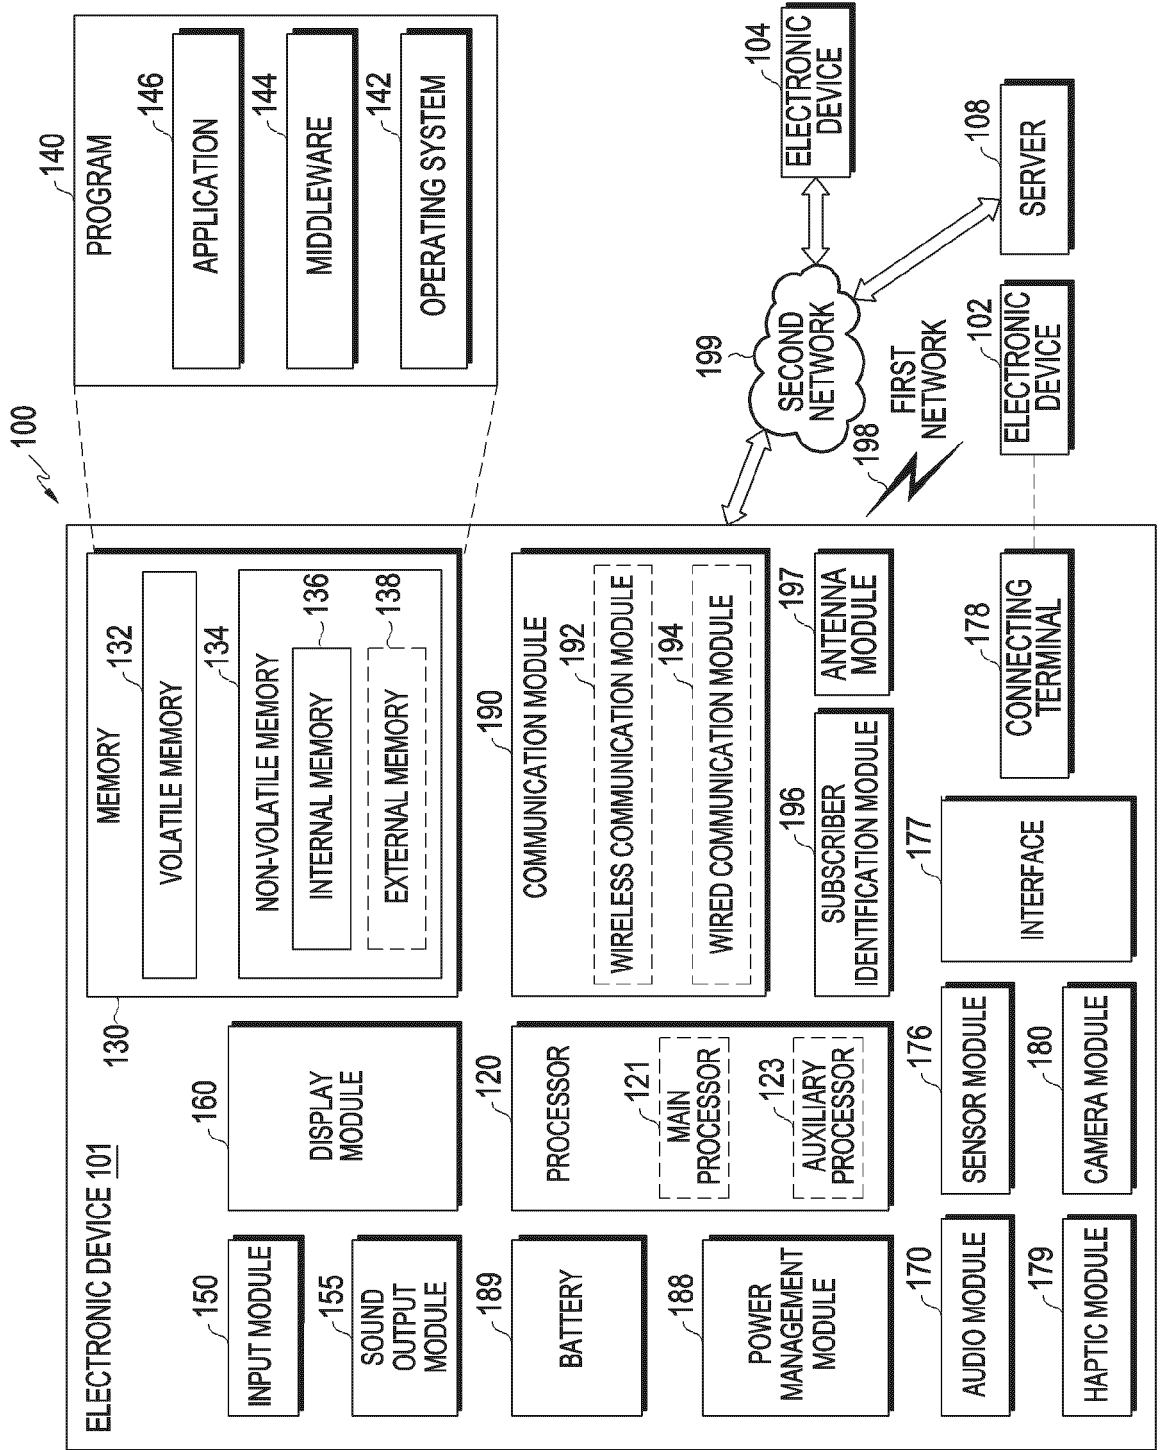 100
ELECTRONIC DEVICE 101
150
INPUT MODULE
155
SOUND
OUTPUT
MODULE
189
BATTERY
188
POWER
MANAGEMENT
MODULE
170
AUDIO MODULE
179
HAPTIC MODULE
160
DISPLAY
MODULE
120
PROCESSOR
121
MAIN
PROCESSOR
123
AUXILIARY
PROCESSOR
176
SENSOR MODULE
180
CAMERA MODULE
130
MEMORY
132
VOLATILE MEMORY
134
NON-VOLATILE MEMORY
136
INTERNAL MEMORY
138
EXTERNAL MEMORY
190
COMMUNICATION MODULE
192
WIRELESS COMMUNICATION MODULE
194
WIRED COMMUNICATION MODULE
196
SUBSCRIBER
IDENTIFICATION MODULE
197
ANTENNA
MODULE
177
INTERFACE
178
CONNECTING
TERMINAL
140
PROGRAM
146
APPLICATION
144
MIDDLEWARE
142
OPERATING SYSTEM
199
SECOND
NETWORK
198
FIRST
NETWORK
104
ELECTRONIC
DEVICE
108
SERVER
102
ELECTRONIC
DEVICE